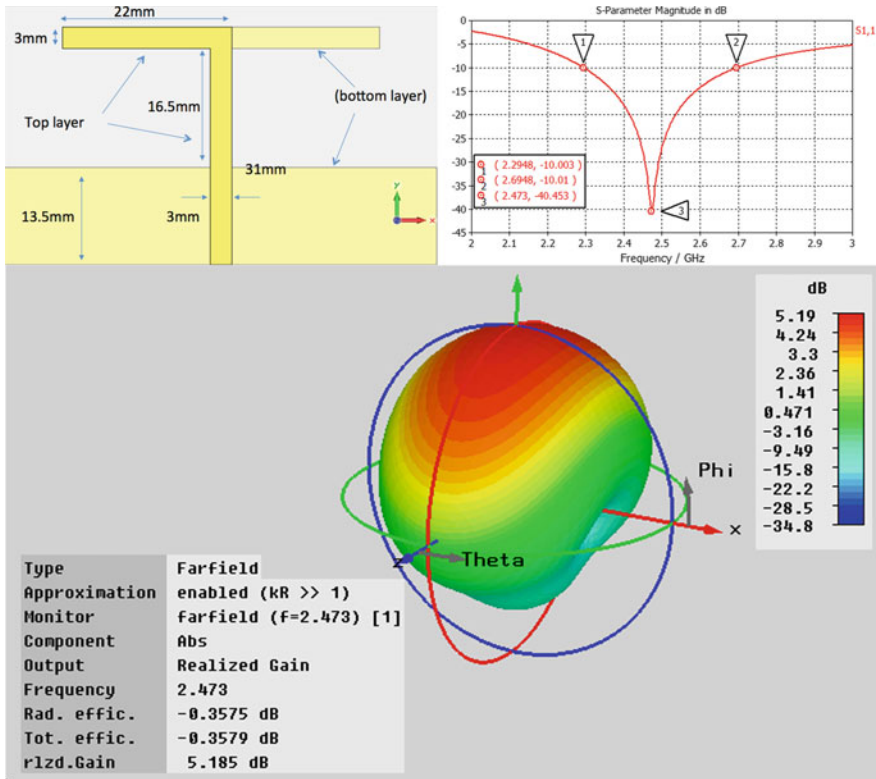 22mm
3mm
16.5mm
(bottom layer)
Top layer
31mm
13.5mm
3mm
y
x
S-Parameter Magnitude in dB
0
-5
-10
-15
-20
-25
-30
-35
-40
-45
S1,1
1
2
3
1 ( 2.2948, -10.003 )
2 ( 2.6948, -10.01 )
3 ( 2.473, -40.453 )
2 2.1 2.2 2.3 2.4 2.5 2.6 2.7 2.8 2.9 3
Frequency / GHz
dB
5.19
4.24
3.3
2.36
1.41
0.471
-3.16
-9.49
-15.8
-22.2
-28.5
-34.8
Phi
x
z
Theta
Type Farfield
Approximation enabled (kR >> 1)
Monitor farfield (f=2.473) [1]
Component Abs
Output Realized Gain
Frequency 2.473
Rad. effic. -0.3575 dB
Tot. effic. -0.3579 dB
rlzd.Gain 5.185 dB